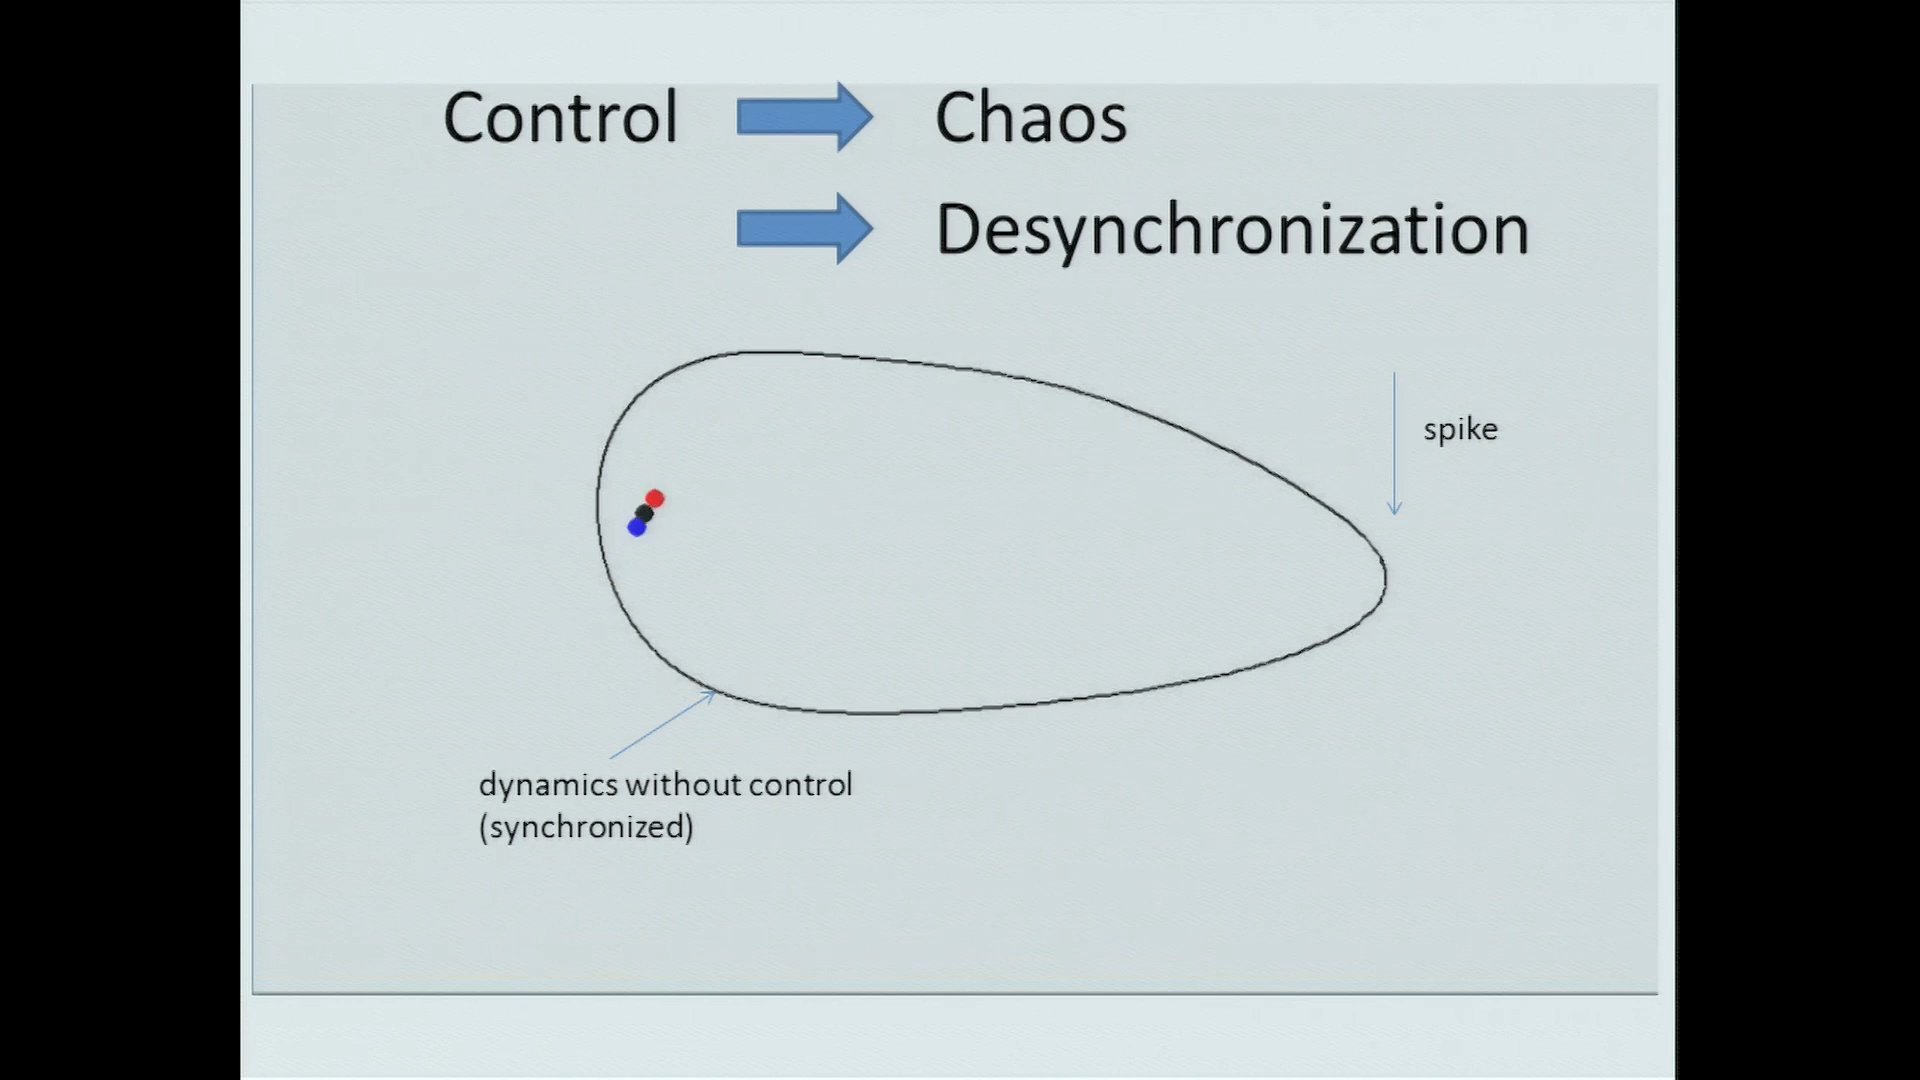 Control Chaos
Desynchronization
spike
dynamics without control
(synchronized)